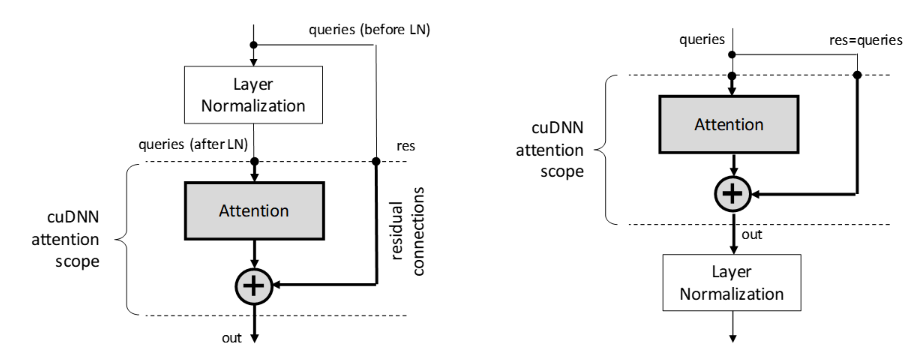 queries (before LN)
Layer
Normalization
queries (after LN)
res
Attention
cuDNN
attention
scope
residual
connections
+
out
queries
res=queries
cuDNN
attention
scope
Attention
+
out
Layer
Normalization